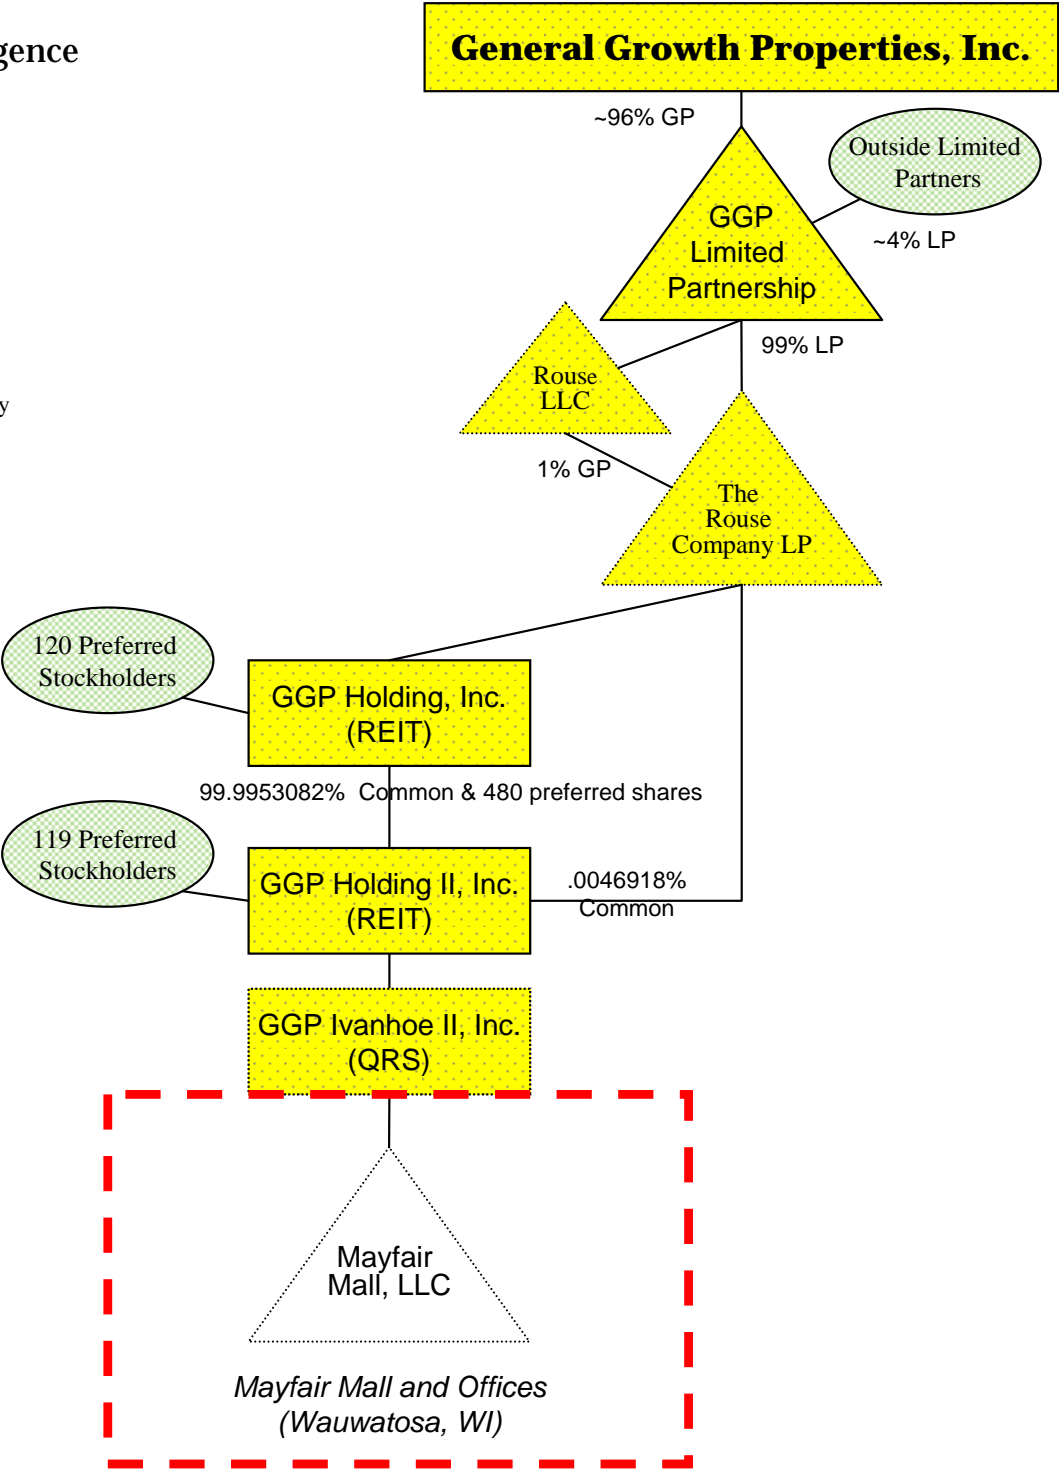 General Growth Properties, Inc.
~96% GP
Outside Limited
Partners
GGP
Limited
Partnership
~4% LP
99% LP
Rouse
LLC
y
1% GP
The
Rouse
Company LP
120 Preferred
Stockholders
GGP Holding, Inc.
(REIT)
99.9953082%  Common & 480 preferred shares
119 Preferred
Stockholders
GGP Holding II, Inc.
(REIT)
.0046918%
Common
GGP Ivanhoe II, Inc.
(QRS)
Mayfair
Mall, LLC
Mayfair Mall and Offices
(Wauwatosa, WI)